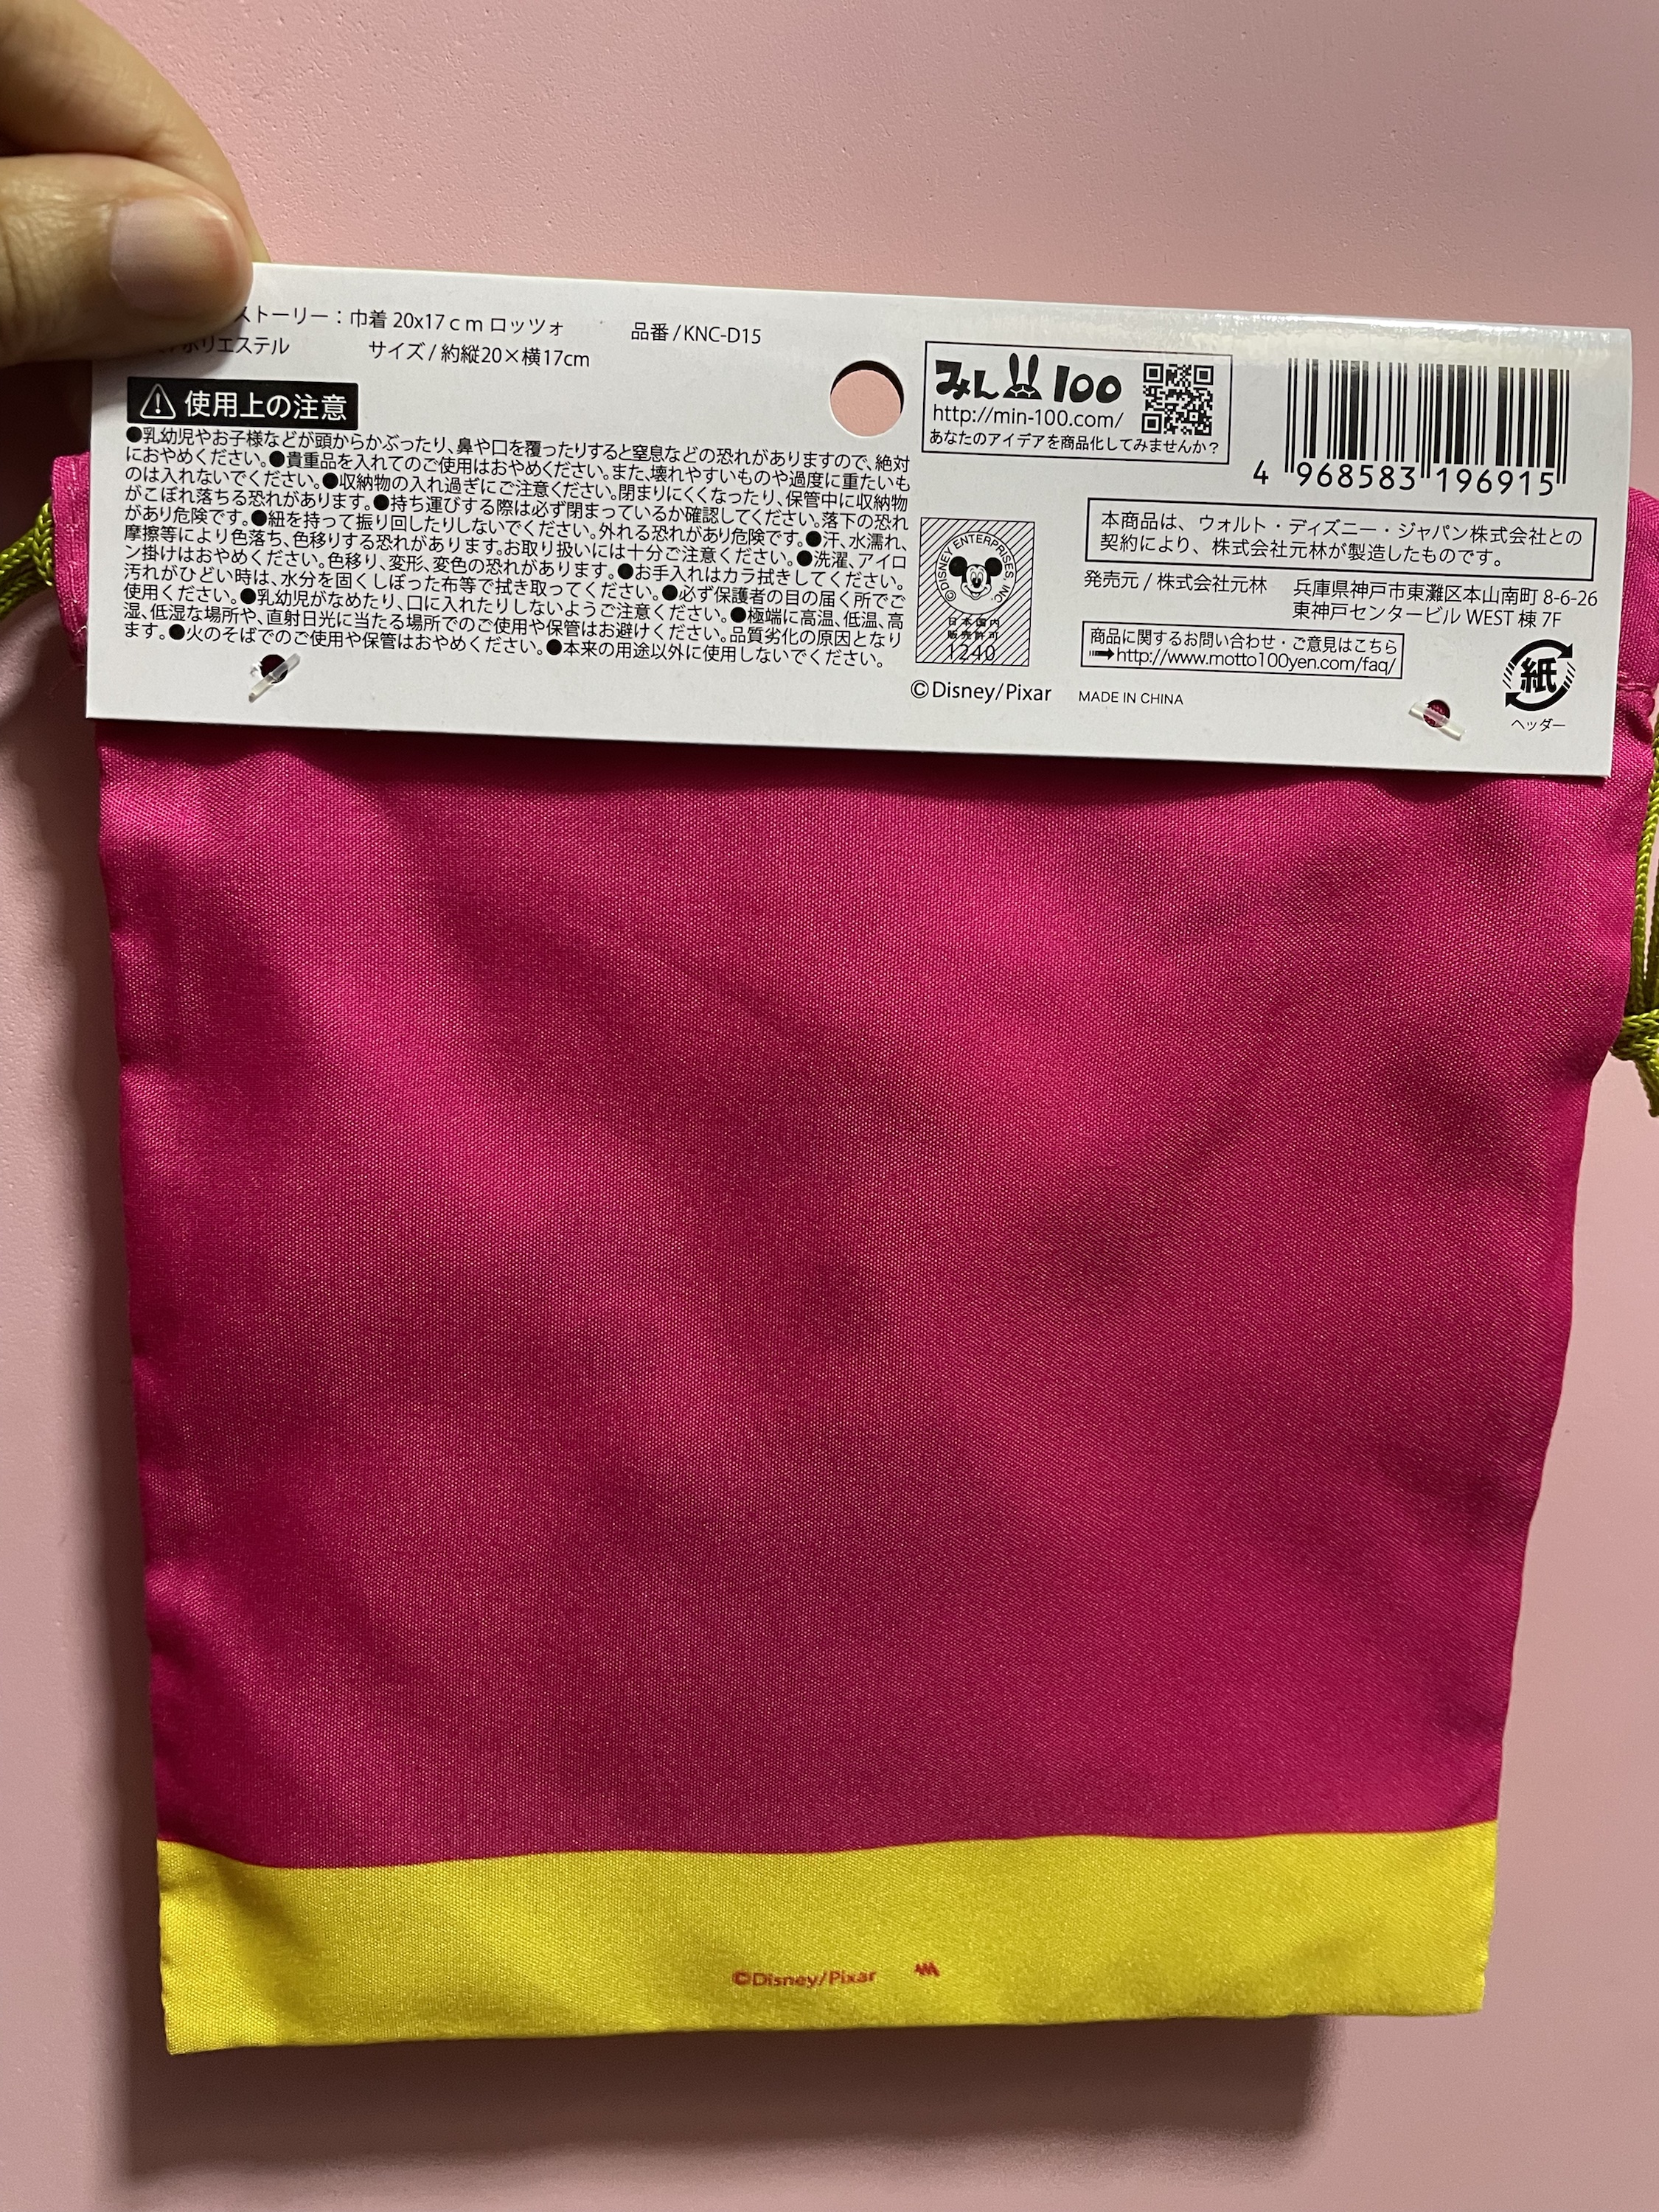 ストーリー：巾着 20x17ｃｍ ロッツォ 品番 / KNC-D15
ポリエステル サイズ / 約縦20×横17cm
使用上の注意
●乳幼児やお子様などが頭からかぶったり、鼻や口を覆ったりすると窒息などの恐れがありますので、絶対
におやめください。●貴重品を入れてのご使用はおやめください。また、壊れやすいものや過度に重たいも
のは入れないでください。●収納物の入れ過ぎにご注意ください。閉まりにくくなったり、保管中に収納物
がこぼれ落ちる恐れがあります。●持ち運びする際は必ず閉まっているか確認してください。落下の恐れ
があり危険です。●紐を持って振り回したりしないでください。外れる恐れがあり危険です。●汗、水濡れ、
摩擦等により色落ち、色移りする恐れがあります。お取り扱いには十分ご注意ください。●洗濯、アイロ
ン掛けはおやめください。色移り、変形、変色の恐れがあります。●お手入れはカラ拭きしてください。
汚れがひどい時は、水分を固くしぼった布等で拭き取ってください。●必ず保護者の目の届く所でご
使用ください。●乳幼児がなめたり、口に入れたりしないようご注意ください。●極端に高温、低温、高
湿、低湿な場所や、直射日光に当たる場所でのご使用や保管はお避けください。品質劣化の原因となり
ます。●火のそばでのご使用や保管はおやめください。●本来の用途以外に使用しないでください。
みん100
http://min-100.com/
あなたのアイデアを商品化してみませんか？
4 968583 196915
©DISNEY ENTERPRISES, INC.
日本国内
販売許可
1240
©Disney/Pixar
本商品は、ウォルト・ディズニー・ジャパン株式会社との
契約により、株式会社元林が製造したものです。
発売元 / 株式会社元林 兵庫県神戸市東灘区本山南町 8-6-26
東神戸センタービル WEST 棟 7F
商品に関するお問い合わせ・ご意見はこちら
http://www.motto100yen.com/faq/
MADE IN CHINA
紙
ヘッダー
©Disney/Pixar